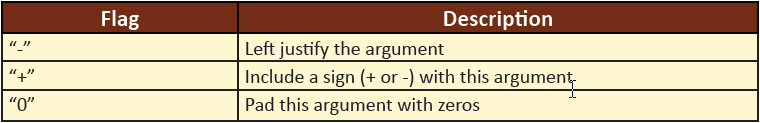 Flag Description
“-” Left justify the argument
“+” Include a sign (+ or -) with this argument
“0” Pad this argument with zeros